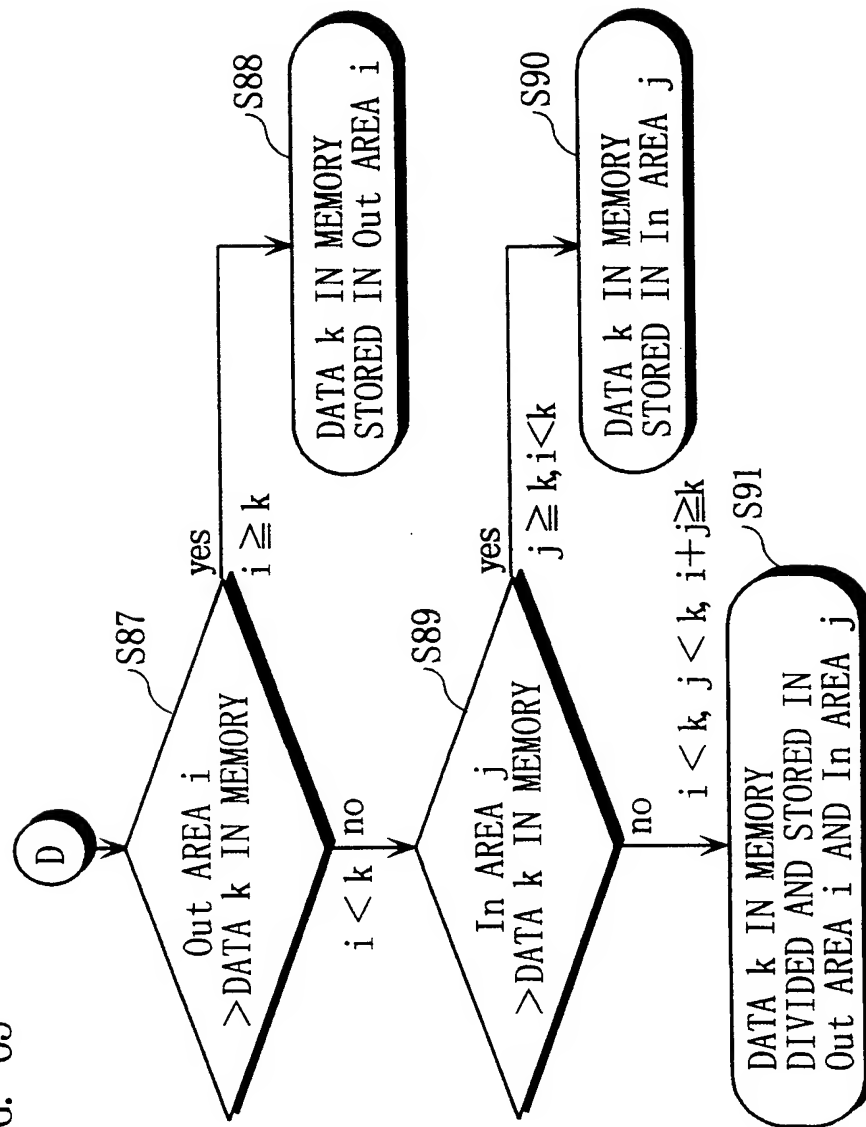 D
S87
Out AREA i
>DATA k IN MEMORY
yes
i ≧ k
S88
DATA k IN MEMORY
STORED IN Out AREA i
no
i < k
S89
In AREA j
>DATA k IN MEMORY
yes
j ≧ k, i<k
S90
DATA k IN MEMORY
STORED IN In AREA j
no
i < k, j < k, i+j≧k
S91
DATA k IN MEMORY
DIVIDED AND STORED IN
Out AREA i AND In AREA j